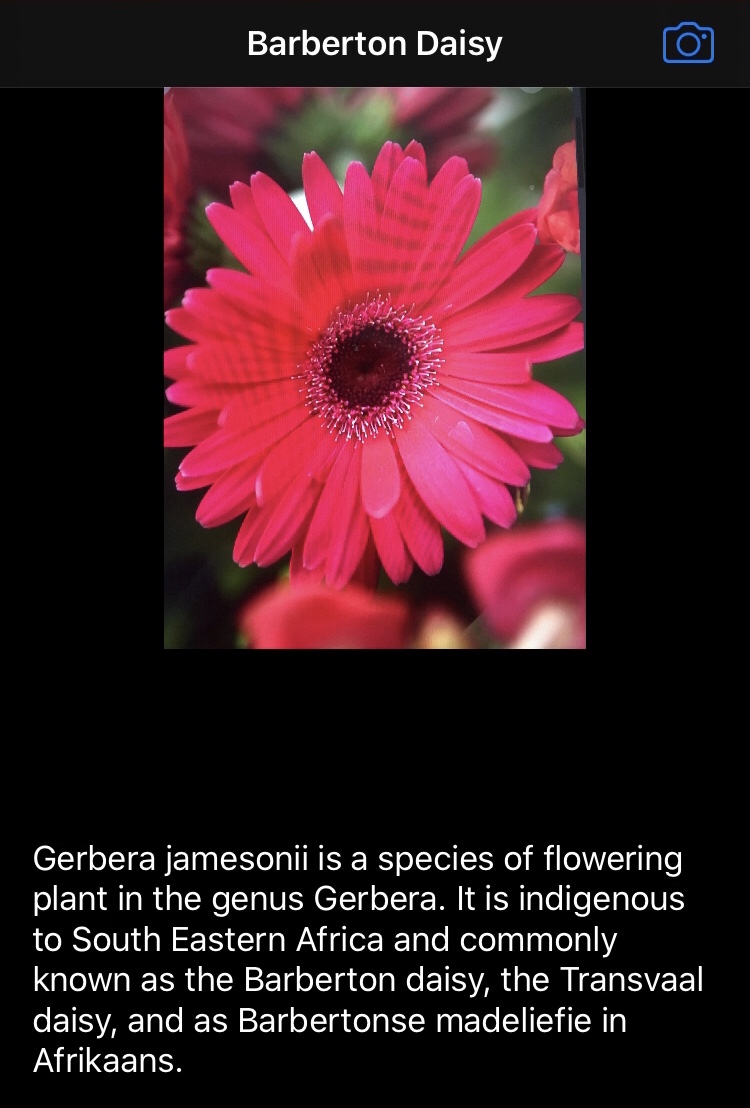 Barberton Daisy
Gerbera jamesonii is a species of flowering
plant in the genus Gerbera. It is indigenous
to South Eastern Africa and commonly
known as the Barberton daisy, the Transvaal
daisy, and as Barbertonse madeliefie in
Afrikaans.